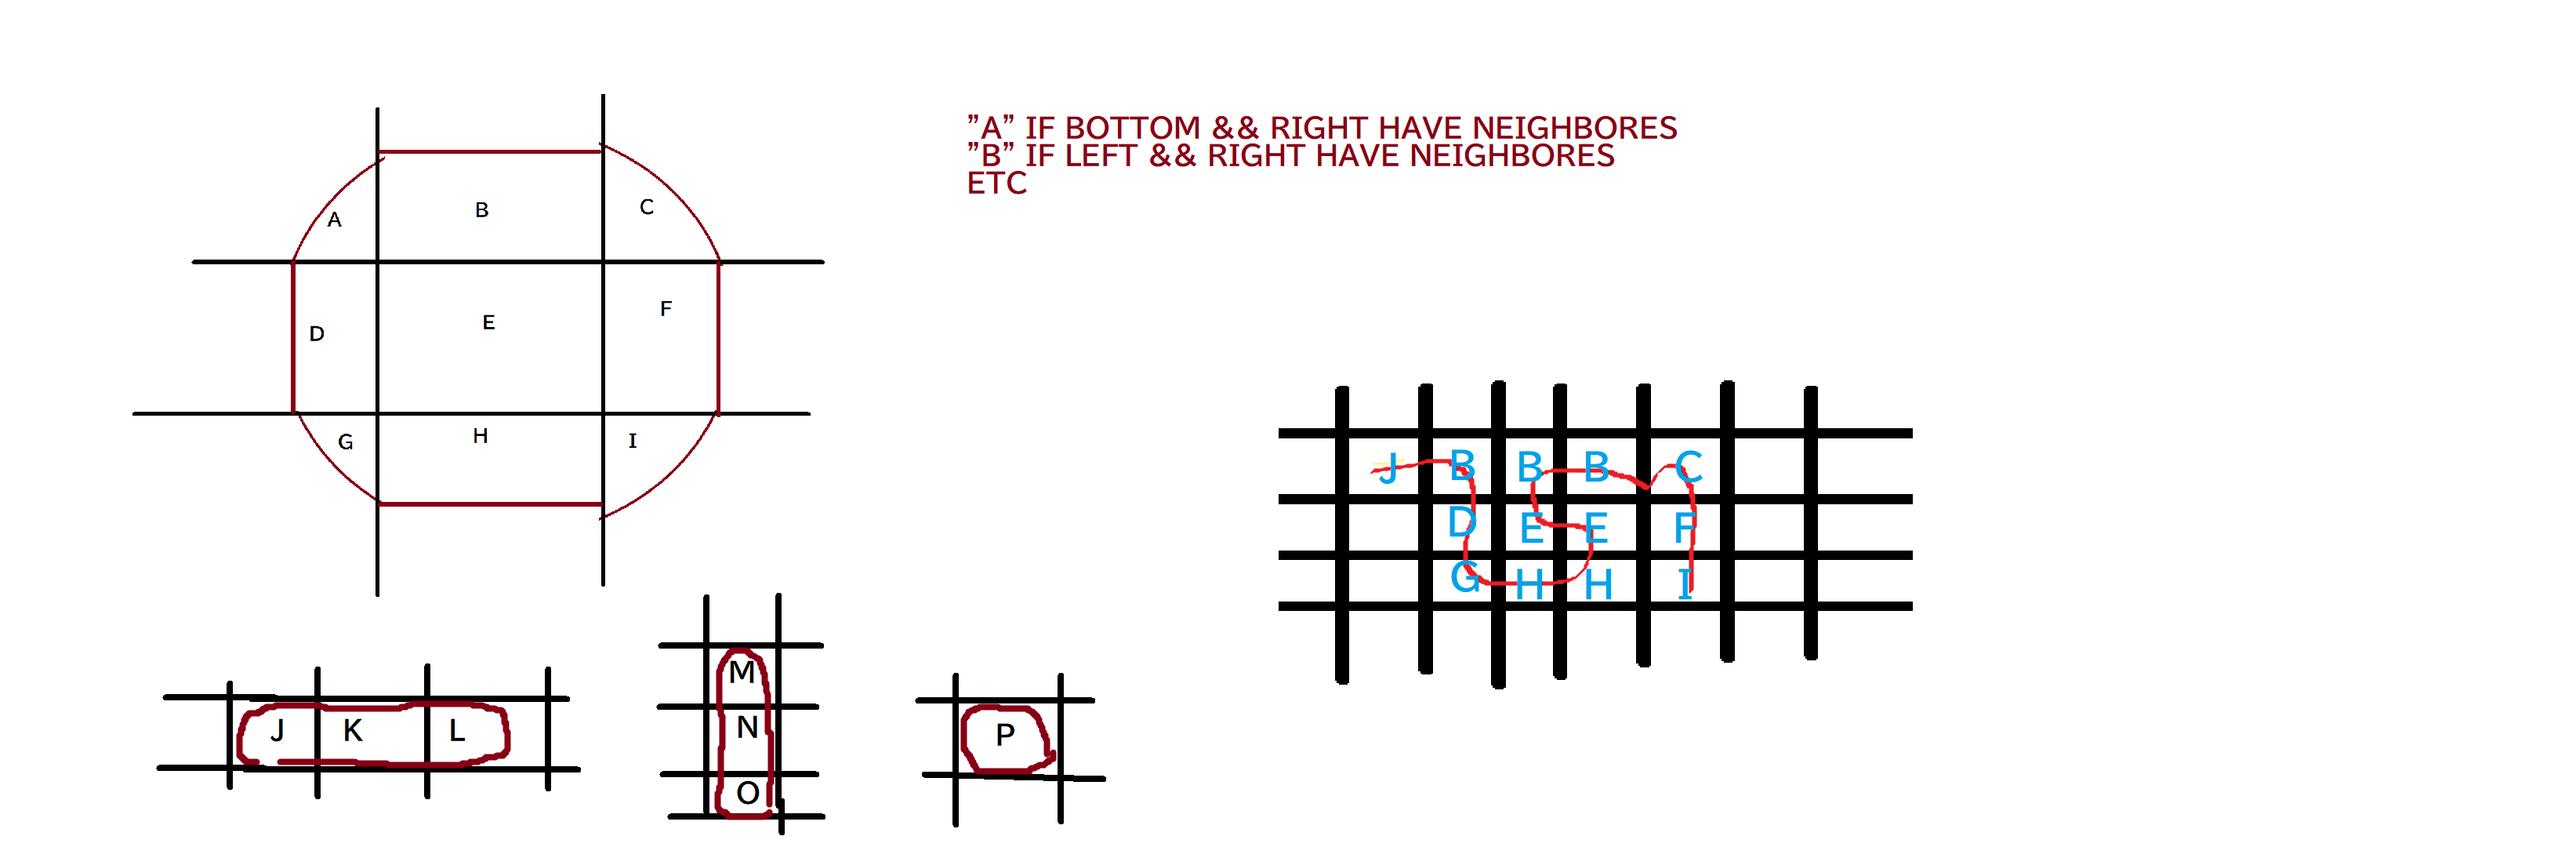 ”A” IF BOTTOM && RIGHT HAVE NEIGHBORES
”B” IF LEFT && RIGHT HAVE NEIGHBORES
ETC
A B C
D E F
G H I
J B B B C
D E E F
G H H I
J K L
M
N
O
P